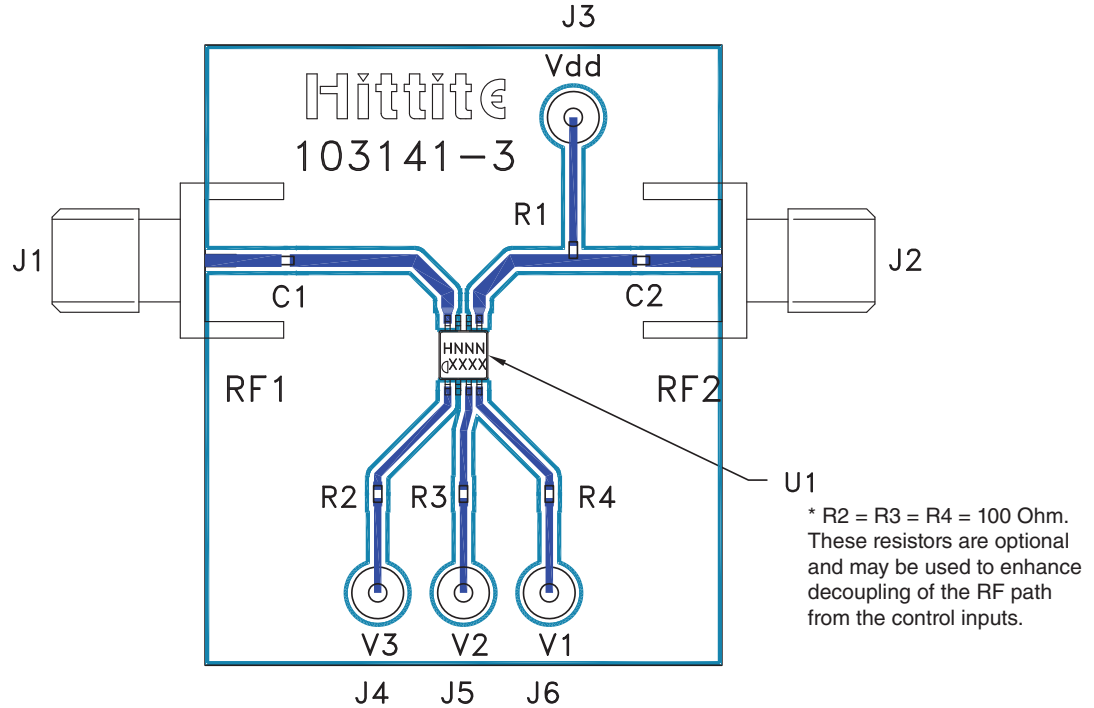 J3
Vdd
Hittite
103141-3
R1
J1
J2
C1
C2
HNNN
XXXX
RF1
RF2
R2
R3
R4
U1
* R2 = R3 = R4 = 100 Ohm.
These resistors are optional
and may be used to enhance
decoupling of the RF path
from the control inputs.
V3
V2
V1
J4
J5
J6